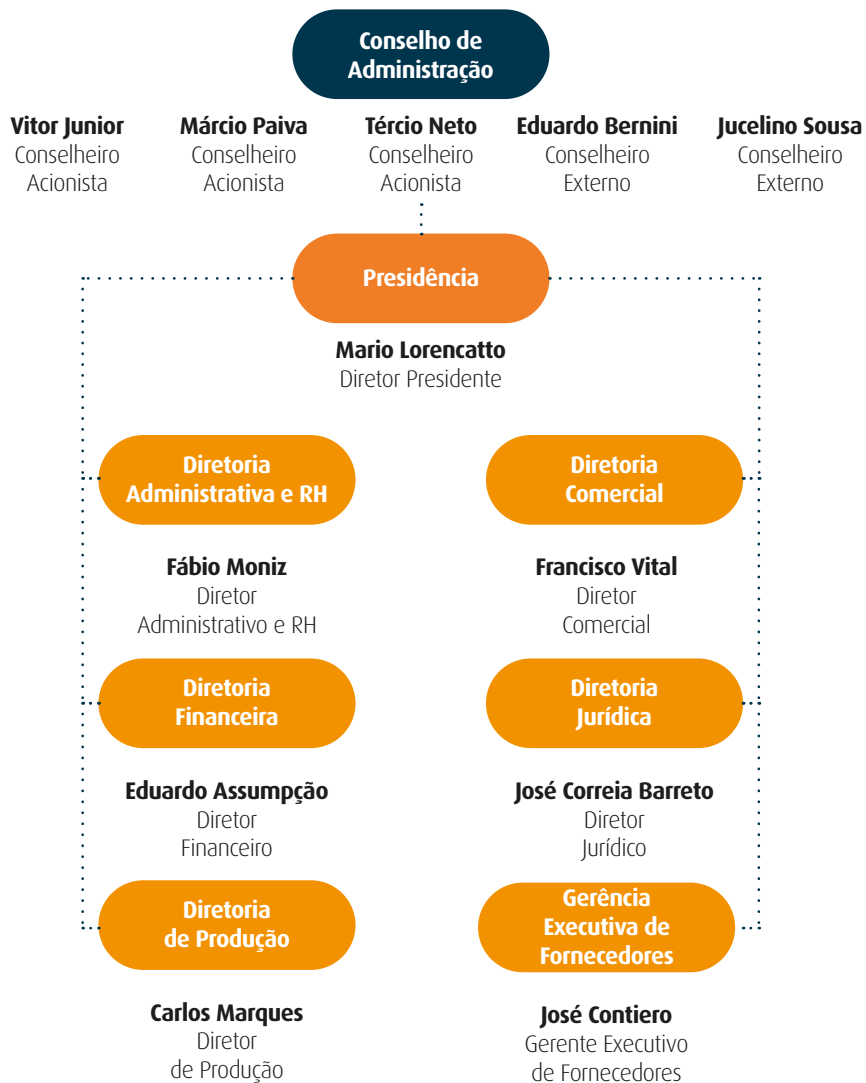 Conselho de
Administração
Vitor Junior
Conselheiro
Acionista
Márcio Paiva
Conselheiro
Acionista
Tércio Neto
Conselheiro
Acionista
Eduardo Bernini
Conselheiro
Externo
Jucelino Sousa
Conselheiro
Externo
Presidência
Mario Lorencatto
Diretor Presidente
Diretoria
Administrativa e RH
Fábio Moniz
Diretor
Administrativo e RH
Diretoria
Comercial
Francisco Vital
Diretor
Comercial
Diretoria
Financeira
Eduardo Assumpção
Diretor
Financeiro
Diretoria
Jurídica
José Correia Barreto
Diretor
Jurídico
Diretoria
de Produção
Carlos Marques
Diretor
de Produção
Gerência
Executiva de
Fornecedores
José Contiero
Gerente Executivo
de Fornecedores